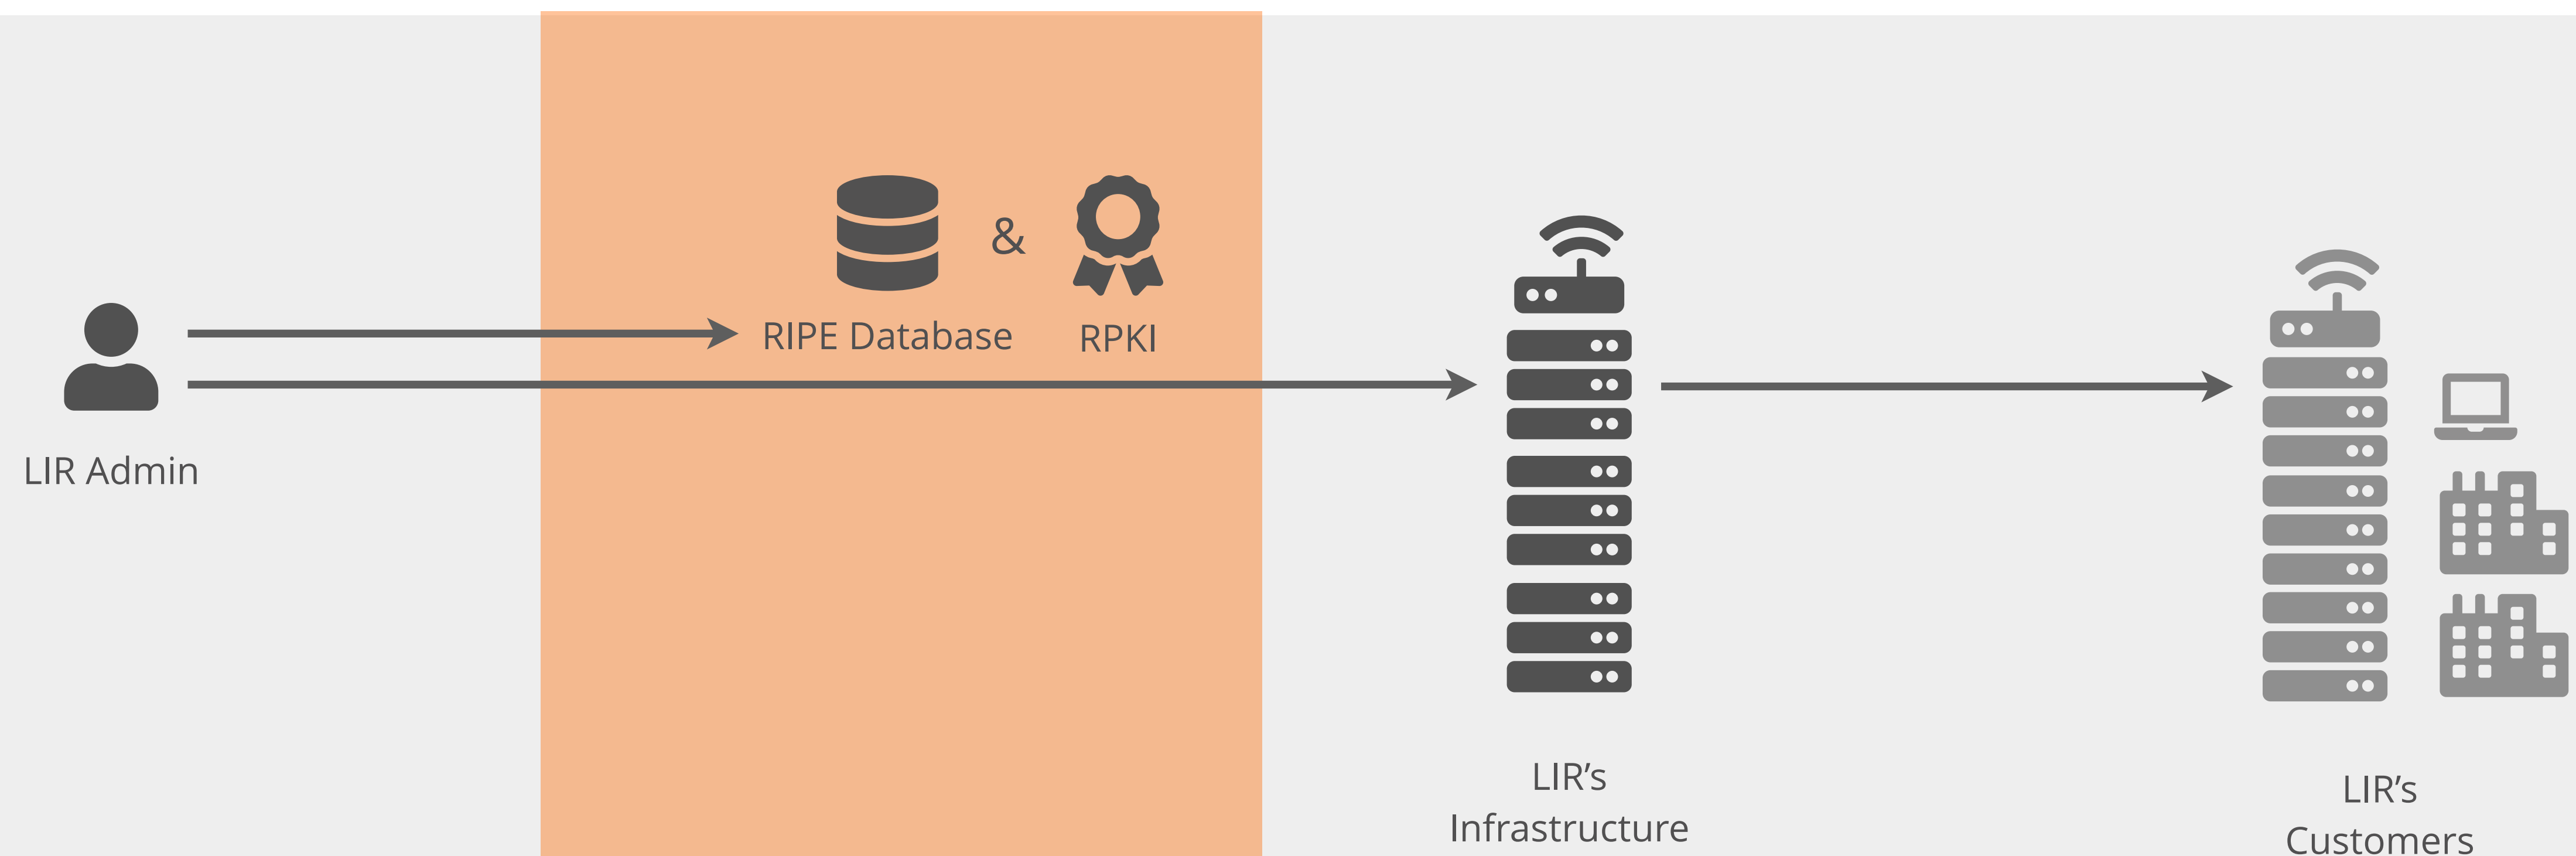 LIR Admin
&
RIPE Database
RPKI
LIR’s
Infrastructure
LIR’s
Customers